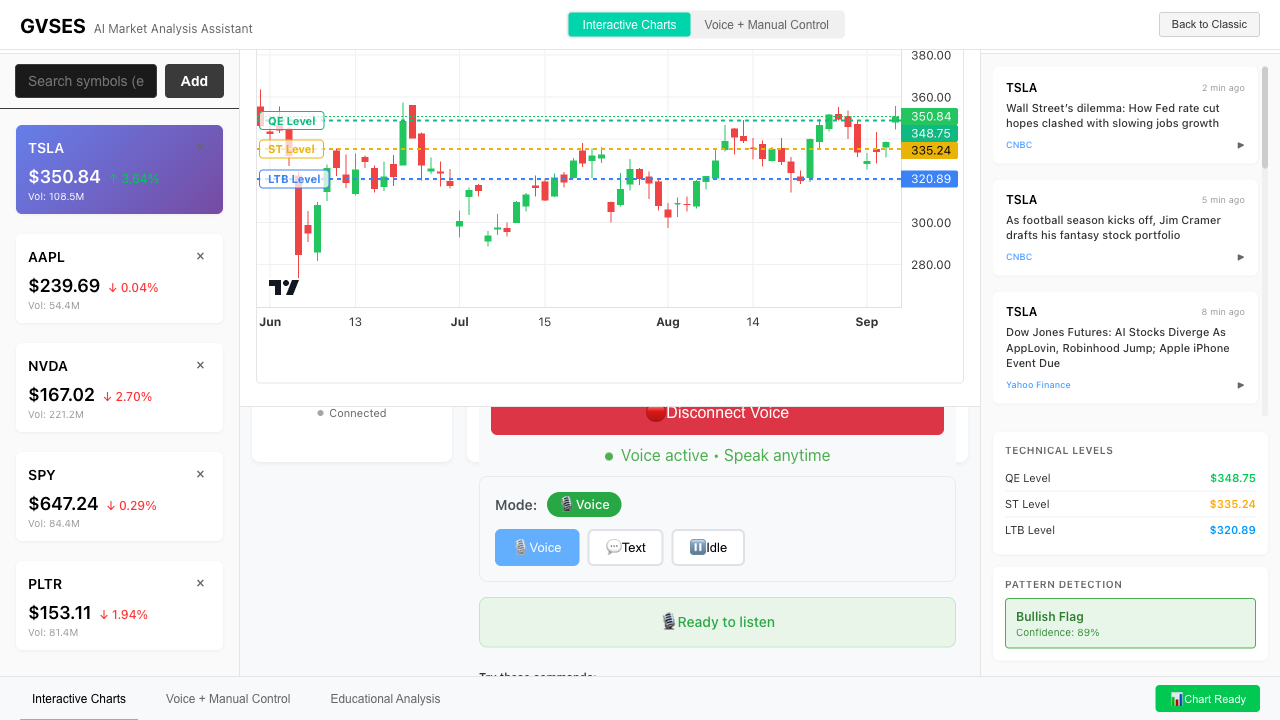 GVSES AI Market Analysis Assistant
Interactive Charts
Voice + Manual Control
Back to Classic
Search symbols (e
Add
TSLA ×
$350.84 ↑ 3.64%
Vol: 108.5M
AAPL ×
$239.69 ↓ 0.04%
Vol: 54.4M
NVDA ×
$167.02 ↓ 2.70%
Vol: 221.2M
SPY ×
$647.24 ↓ 0.29%
Vol: 84.4M
PLTR ×
$153.11 ↓ 1.94%
Vol: 81.4M
380.00
360.00
350.84
348.75
335.24
320.89
300.00
280.00
QE Level
ST Level
LTB Level
Jun 13 Jul 15 Aug 14 Sep
Connected
Disconnect Voice
Voice active • Speak anytime
Mode: Voice
Voice
Text
Idle
Ready to listen
Try these commands:
TSLA 2 min ago
Wall Street's dilemma: How Fed rate cut
hopes clashed with slowing jobs growth
CNBC
TSLA 5 min ago
As football season kicks off, Jim Cramer
drafts his fantasy stock portfolio
CNBC
TSLA 8 min ago
Dow Jones Futures: AI Stocks Diverge As
AppLovin, Robinhood Jump; Apple iPhone
Event Due
Yahoo Finance
TECHNICAL LEVELS
QE Level $348.75
ST Level $335.24
LTB Level $320.89
PATTERN DETECTION
Bullish Flag
Confidence: 89%
Interactive Charts
Voice + Manual Control
Educational Analysis
Chart Ready